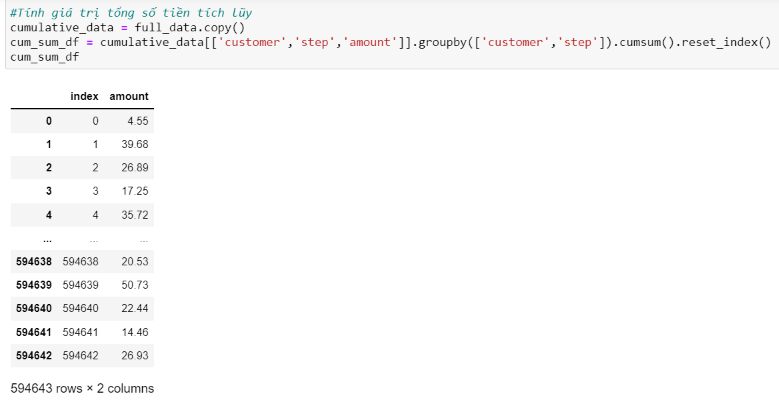 #Tính giá trị tổng số tiền tích lũy
cumulative_data = full_data.copy()
cum_sum_df = cumulative_data[['customer','step','amount']].groupby(['customer','step']).cumsum().reset_index()
cum_sum_df
index amount
0 0 4.55
1 1 39.68
2 2 26.89
3 3 17.25
4 4 35.72
... ... ...
594638 594638 20.53
594639 594639 50.73
594640 594640 22.44
594641 594641 14.46
594642 594642 26.93
594643 rows × 2 columns